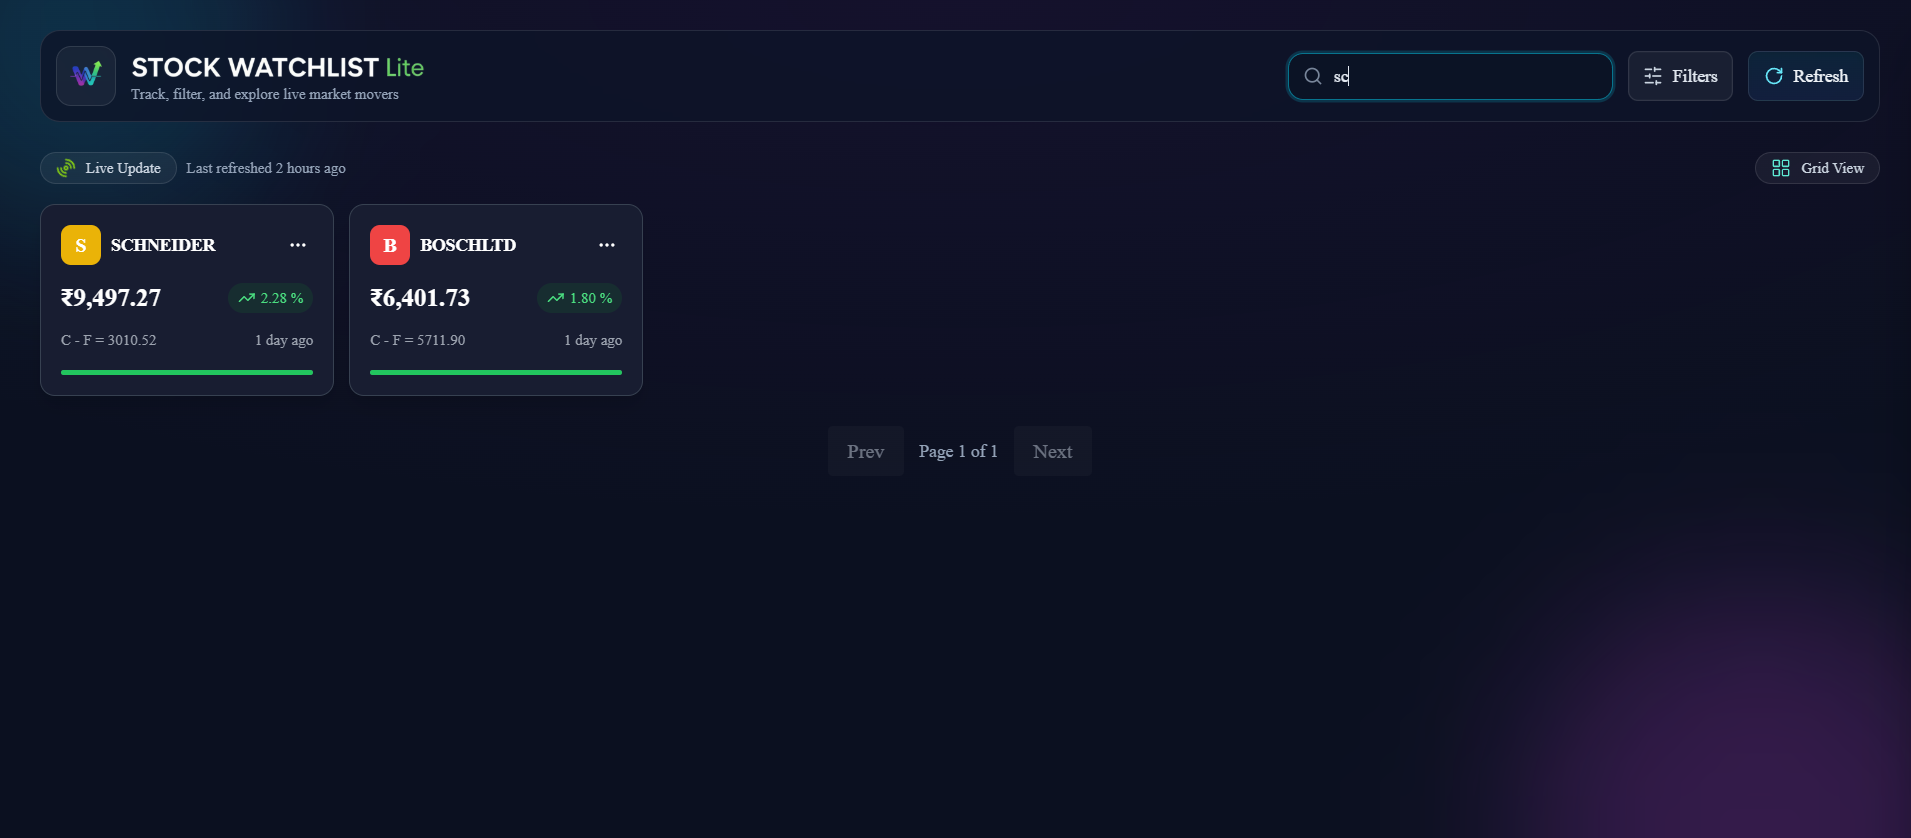 STOCK WATCHLIST Lite
Track, filter, and explore live market movers
sc
Filters
Refresh
Live Update
Last refreshed 2 hours ago
Grid View
S
SCHNEIDER
...
₹9,497.27
2.28 %
C - F = 3010.52
1 day ago
B
BOSCHLTD
...
₹6,401.73
1.80 %
C - F = 5711.90
1 day ago
Prev
Page 1 of 1
Next